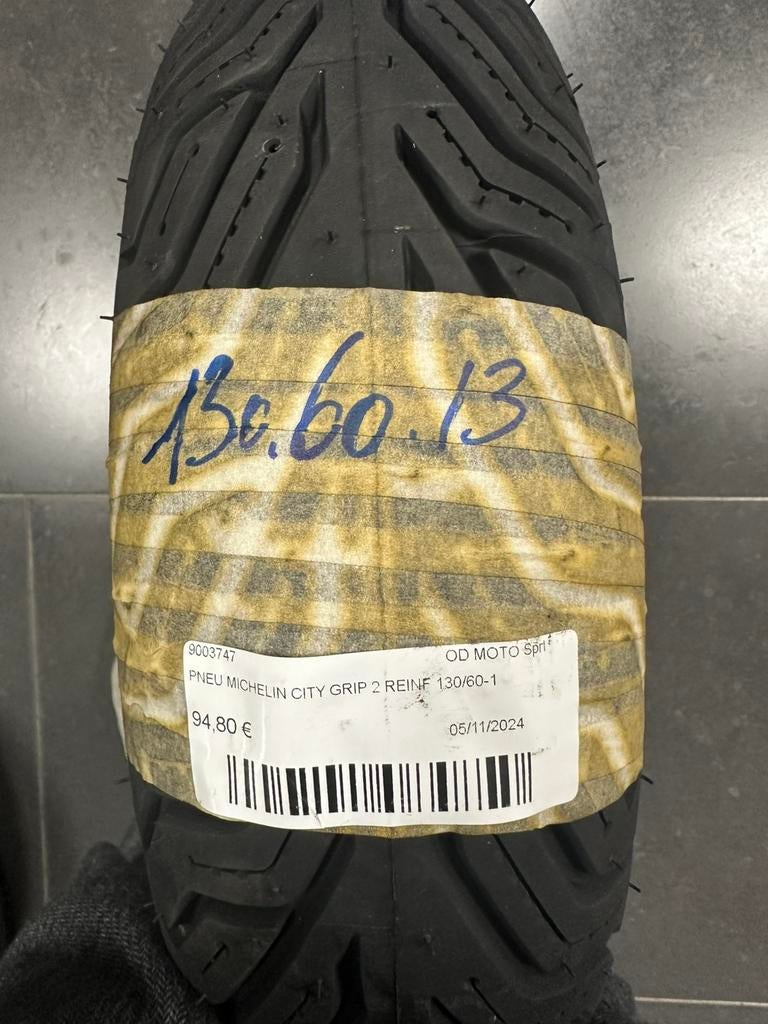 130.60.13
9003747 OD MOTO Sprl
PNEU MICHELIN CITY GRIP 2 REINF 130/60-1
94,80 € 05/11/2024